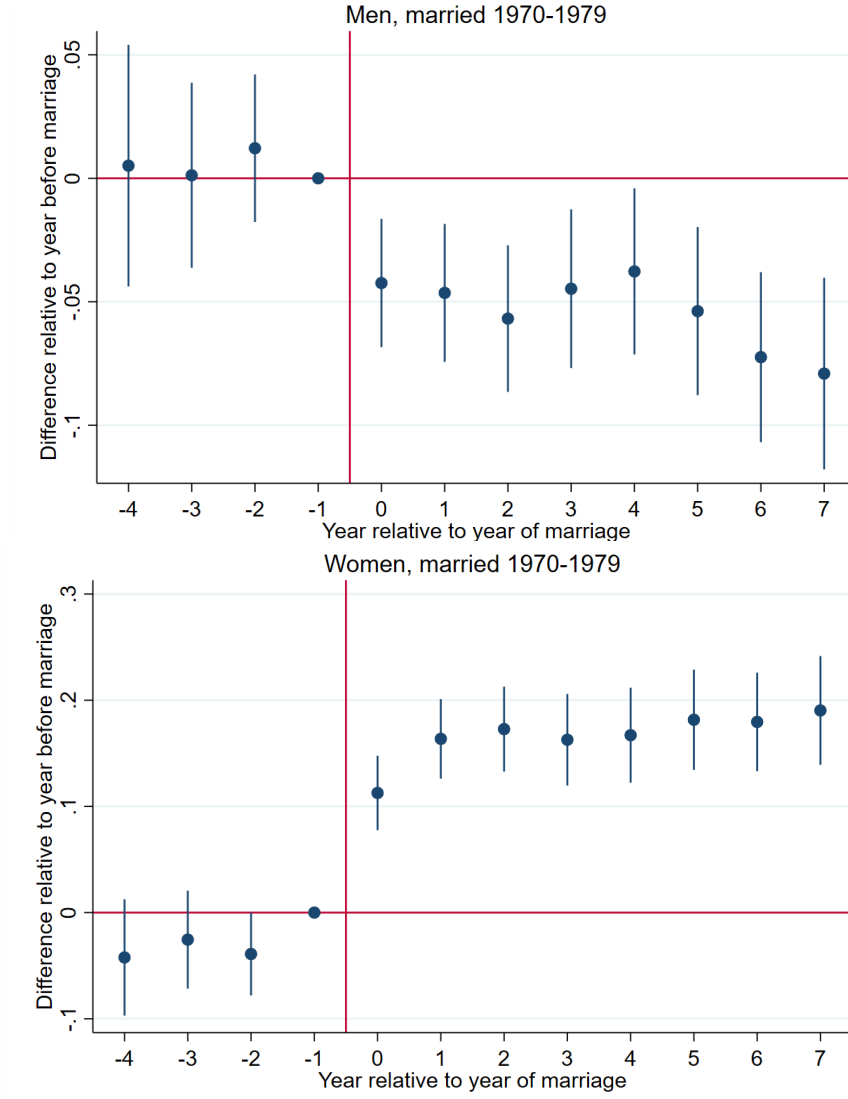 Men, married 1970-1979
Difference relative to year before marriage
.05
0
-.05
-.1
-4 -3 -2 -1 0 1 2 3 4 5 6 7
Year relative to year of marriage
Women, married 1970-1979
Difference relative to year before marriage
.3
.2
.1
0
-.1
-4 -3 -2 -1 0 1 2 3 4 5 6 7
Year relative to year of marriage